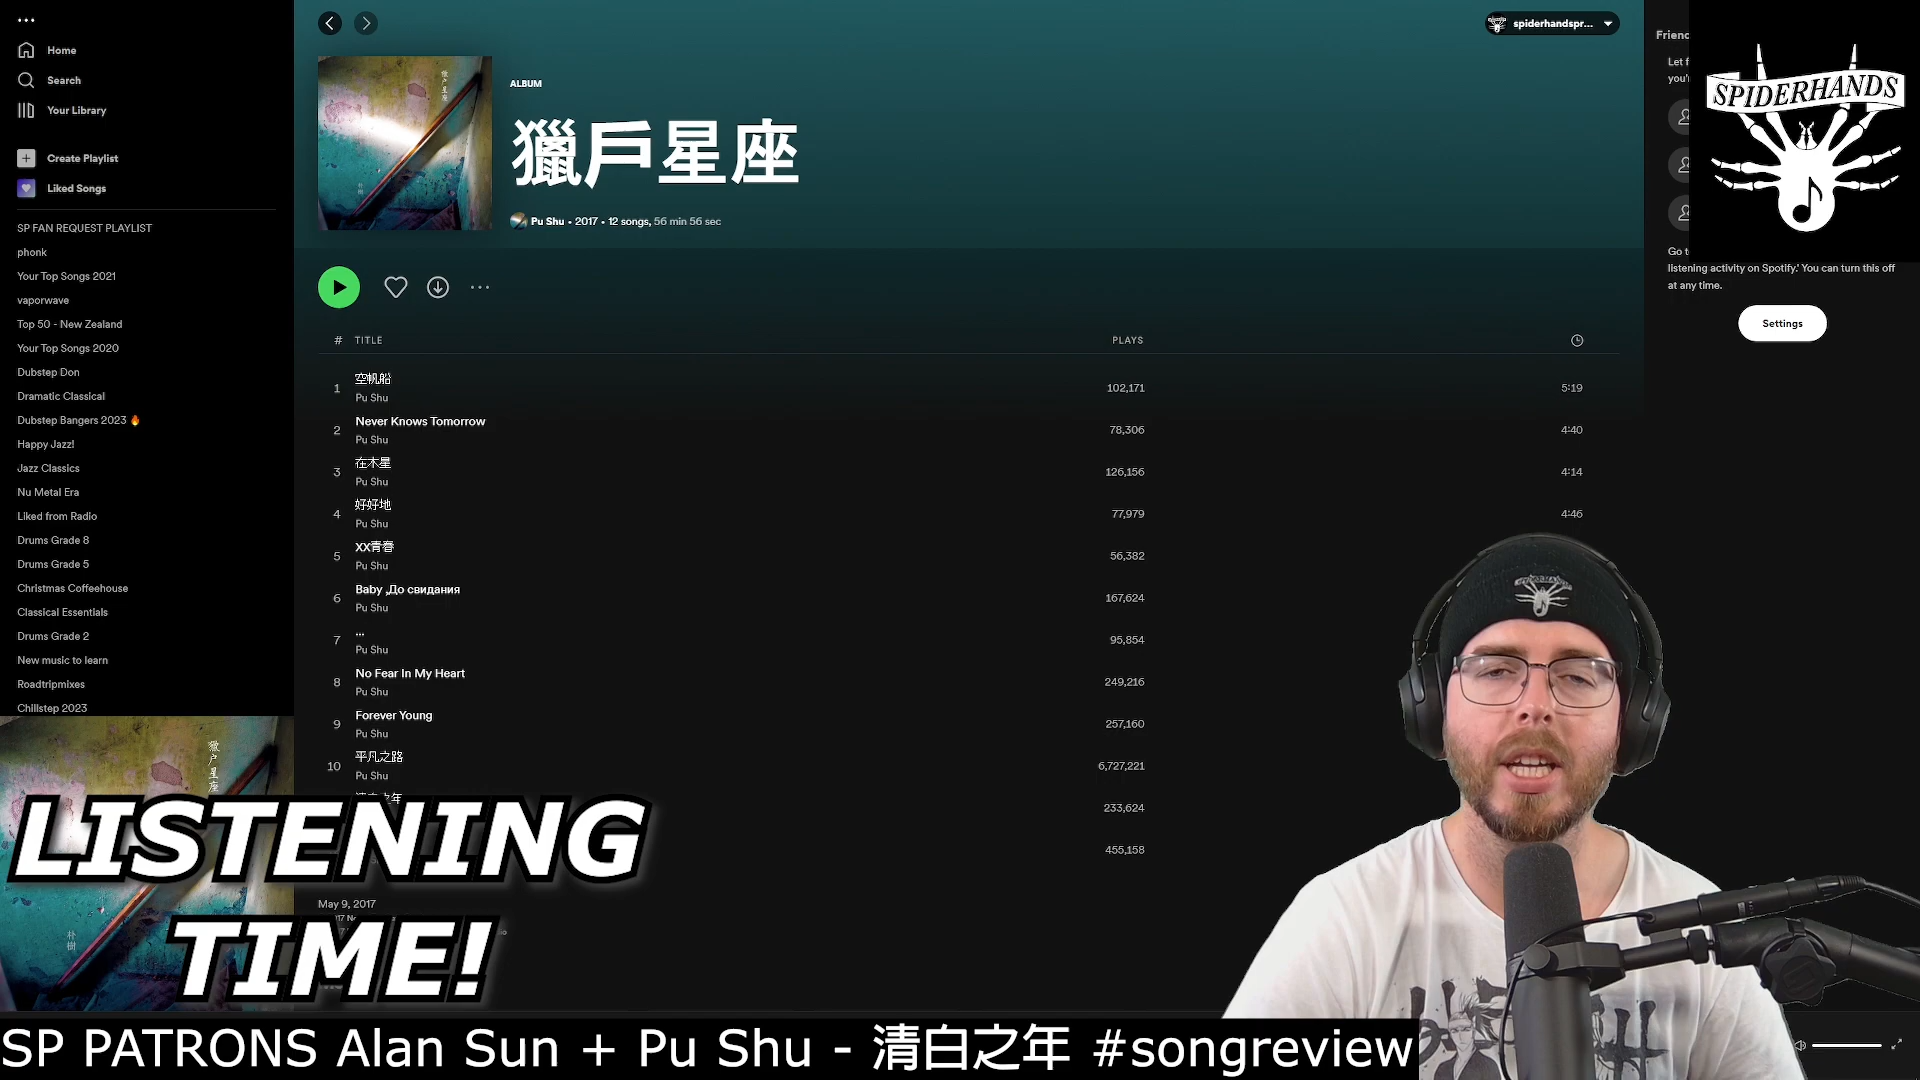 Home
Search
Your Library
Create Playlist
Liked Songs
SP FAN REQUEST PLAYLIST
phonk
Your Top Songs 2021
vaporwave
Top 50 - New Zealand
Your Top Songs 2020
Dubstep Don
Dramatic Classical
Dubstep Bangers 2023 🔥
Happy Jazz!
Jazz Classics
Nu Metal Era
Liked from Radio
Drums Grade 8
Drums Grade 5
Christmas Coffeehouse
Classical Essentials
Drums Grade 2
New music to learn
Roadtripmixes
Chillstep 2023
spiderhandspr...
ALBUM
獵戶星座
Pu Shu • 2017 • 12 songs, 56 min 56 sec
# TITLE PLAYS
1 空帆船 102,171 5:19
Pu Shu
2 Never Knows Tomorrow 78,306 4:40
Pu Shu
3 在木星 126,156 4:14
Pu Shu
4 好好地 77,979 4:46
Pu Shu
5 XX青春 56,382
Pu Shu
6 Baby ,До свидания 167,624
Pu Shu
7 ... 95,854
Pu Shu
8 No Fear In My Heart 249,216
Pu Shu
9 Forever Young 257,160
Pu Shu
10 平凡之路 6,727,221
Pu Shu
233,624
455,158
May 9, 2017
SPIDERHANDS
Let
Go
listening activity on Spotify.' You can turn this off
at any time.
Settings
獵户星座
朴樹
LISTENING
TIME!
SP PATRONS Alan Sun + Pu Shu - 清白之年 #songreview